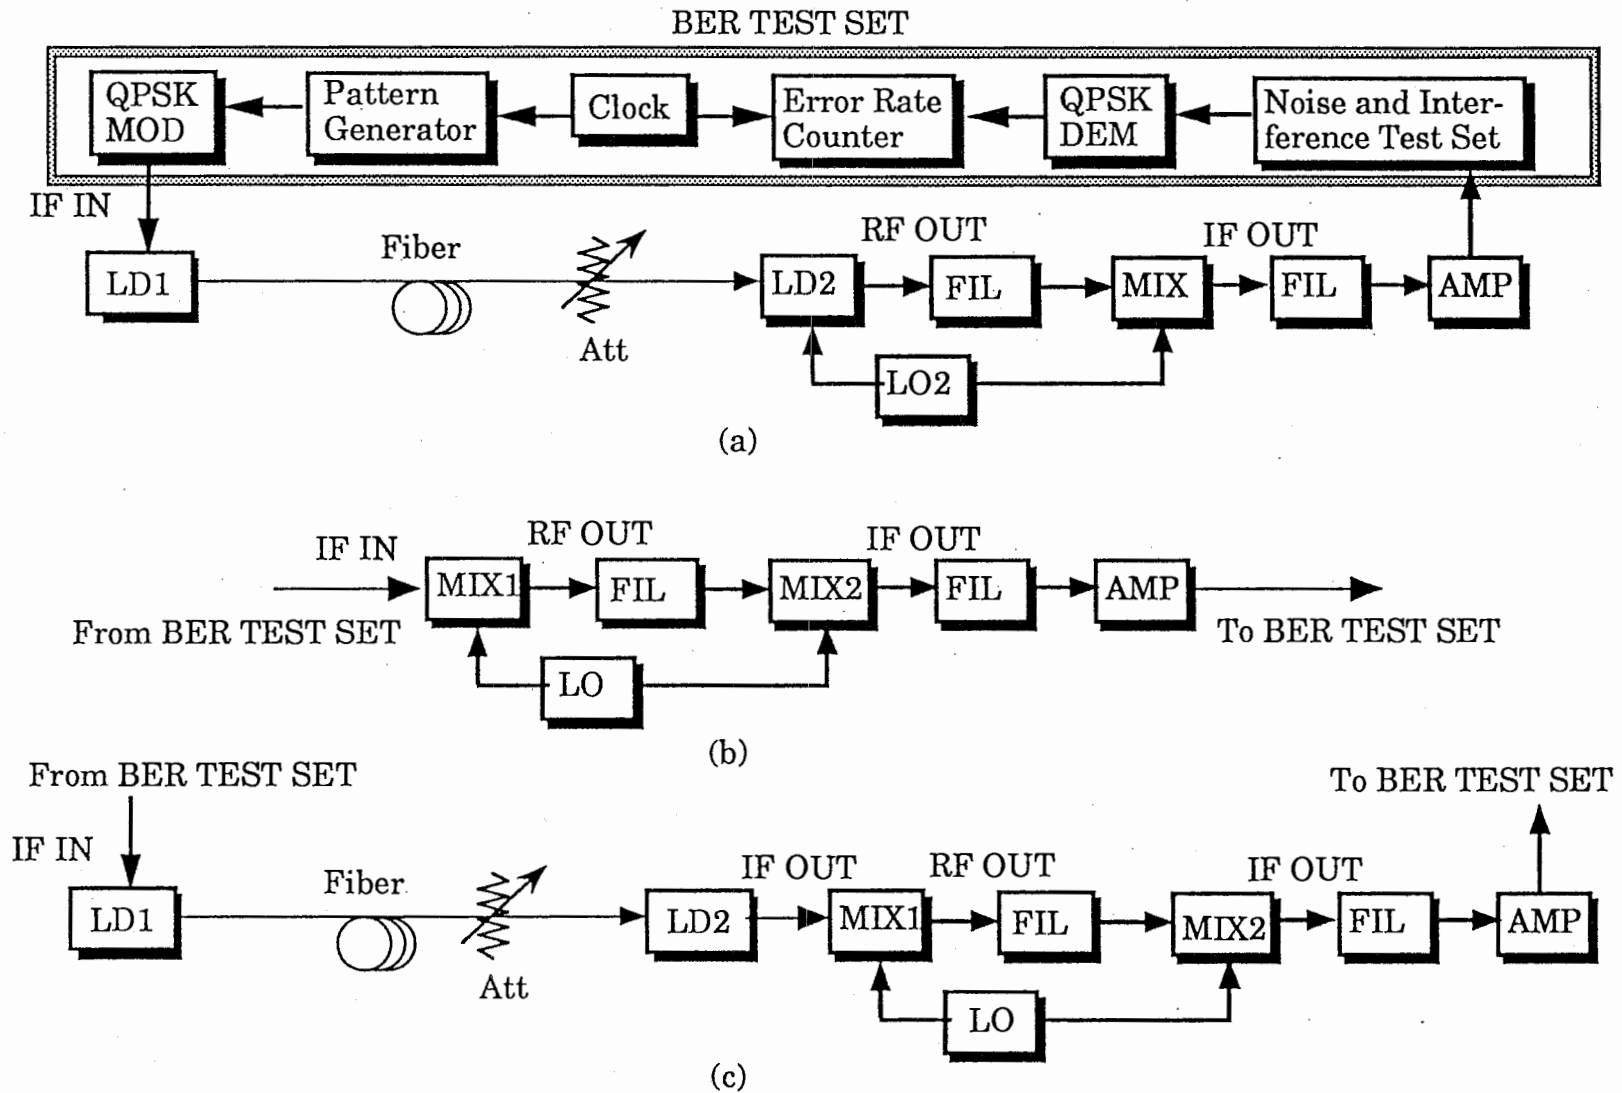 BER TEST SET
QPSK
MOD
Pattern
Generator
Clock
Error Rate
Counter
QPSK
DEM
Noise and Inter-
ference Test Set
IF IN
LD1
Fiber
Att
LD2
RF OUT
FIL
MIX
IF OUT
FIL
AMP
LO2
(a)
IF IN
From BER TEST SET
MIX1
RF OUT
FIL
MIX2
IF OUT
FIL
AMP
To BER TEST SET
LO
(b)
From BER TEST SET
IF IN
LD1
Fiber
Att
LD2
IF OUT
MIX1
RF OUT
FIL
MIX2
IF OUT
FIL
AMP
To BER TEST SET
LO
(c)